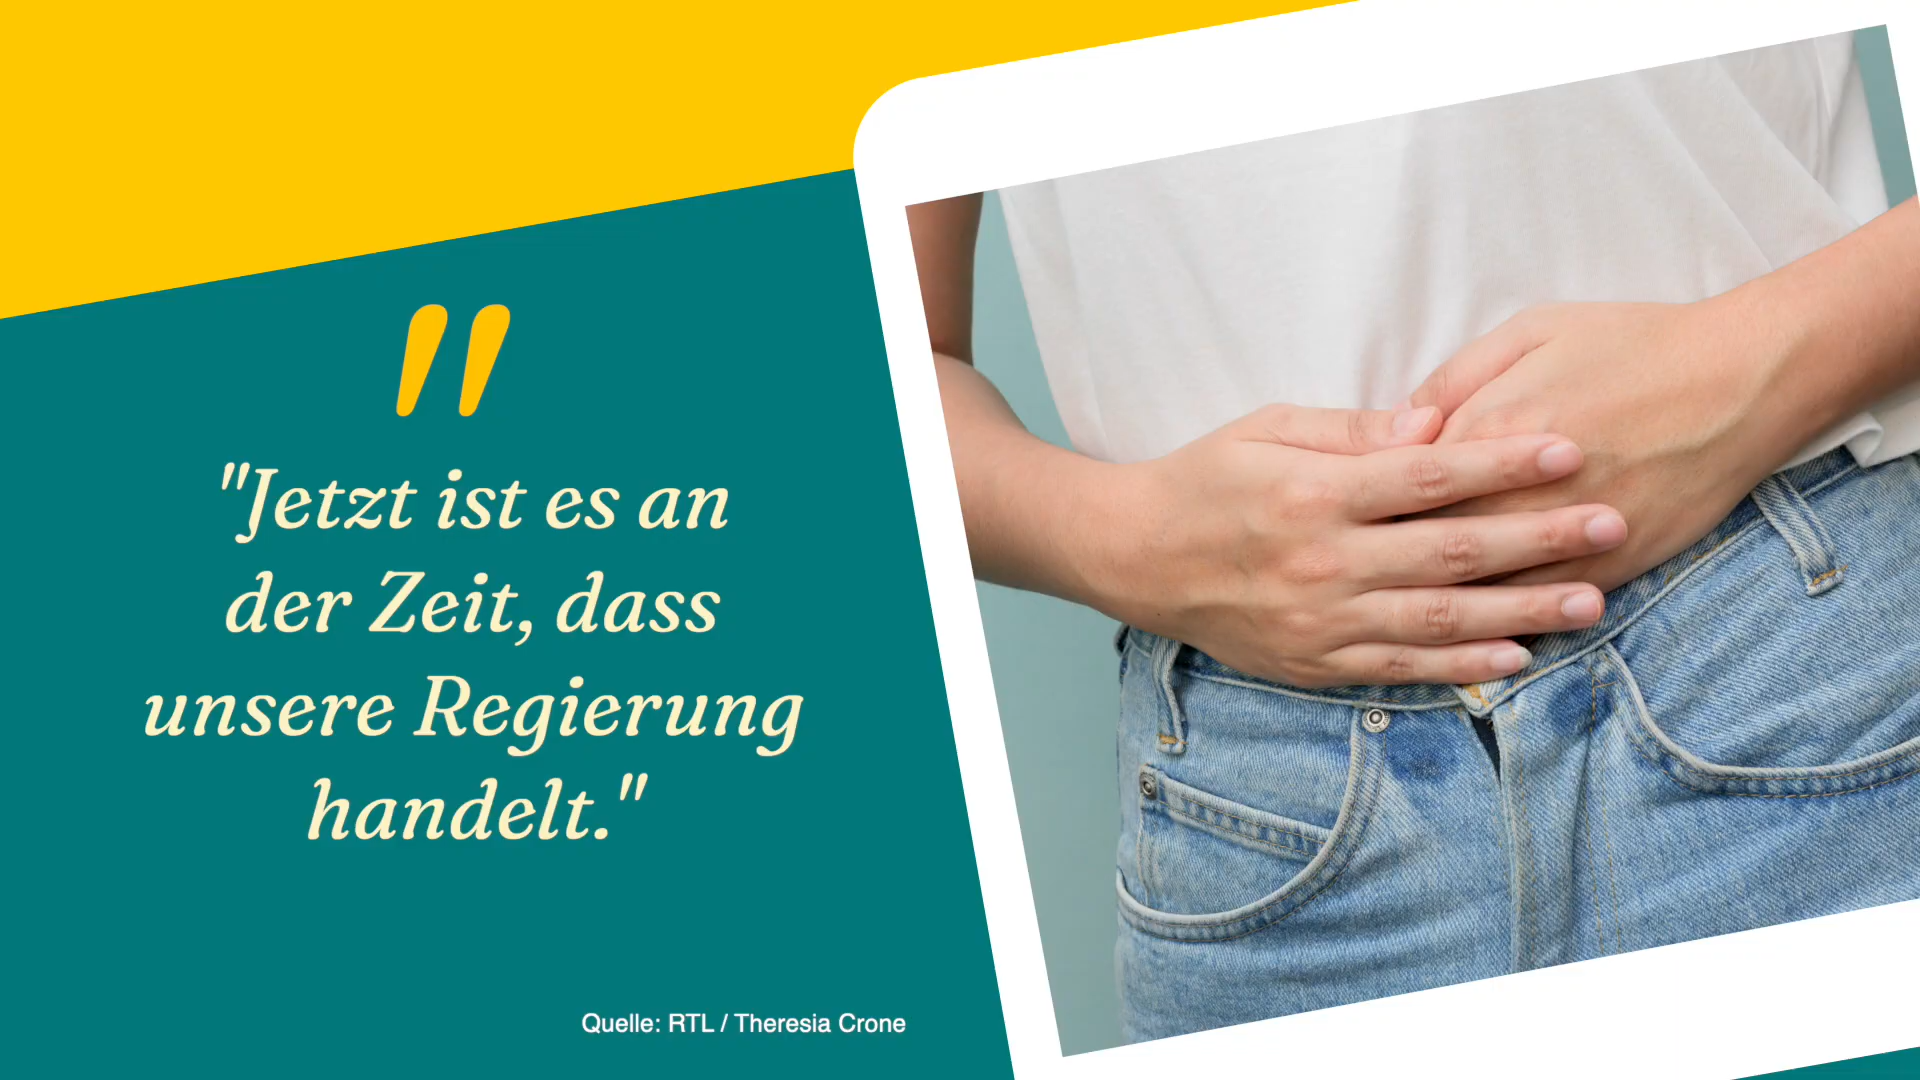 "
"Jetzt ist es an
der Zeit, dass
unsere Regierung
handelt."
Quelle: RTL / Theresia Crone